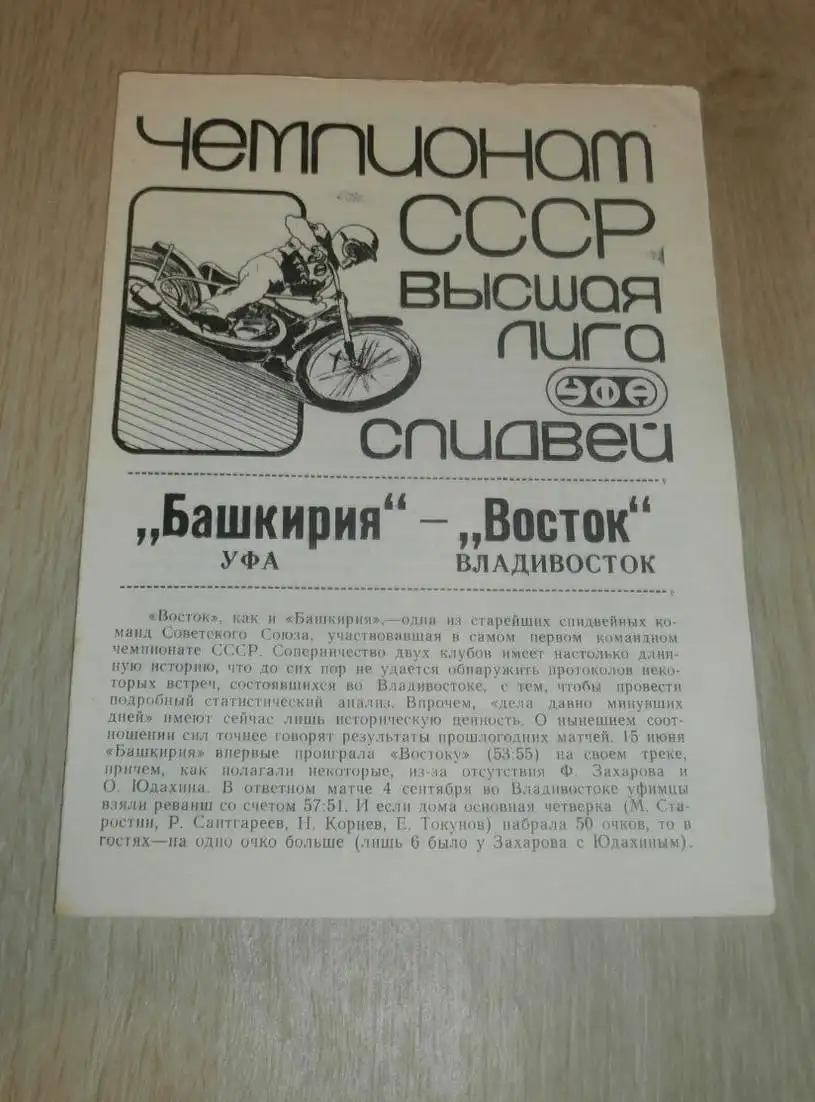 Чемпионат
СССР
высшая
лига
УФА
спидвей
„Башкирия“ – „Восток“
УФА ВЛАДИВОСТОК
«Восток», как и «Башкирия»,—одна из старейших спидвейных ко-
манд Советского Союза, участвовавшая в самом первом командном
чемпионате СССР. Соперничество двух клубов имеет настолько длин-
ную историю, что до сих пор не удается обнаружить протоколов неко-
торых встреч, состоявшихся во Владивостоке, с тем, чтобы провести
подробный статистический анализ. Впрочем, «дела давно минувших
дней» имеют сейчас лишь историческую ценность. О нынешнем соот-
ношении сил точнее говорят результаты прошлогодних матчей. 15 июня
«Башкирия» впервые проиграла «Востоку» (53:55) на своем треке,
причем, как полагали некоторые, из-за отсутствия Ф. Захарова и
О. Юдахина. В ответном матче 4 сентября во Владивостоке уфимцы
взяли реванш со счетом 57:51. И если дома основная четверка (М. Ста-
ростин, Р. Саитгареев, Н. Корнев, Е. Токунов) набрала 50 очков, то в
гостях—на одно очко больше (лишь 6 было у Захарова с Юдахиным).